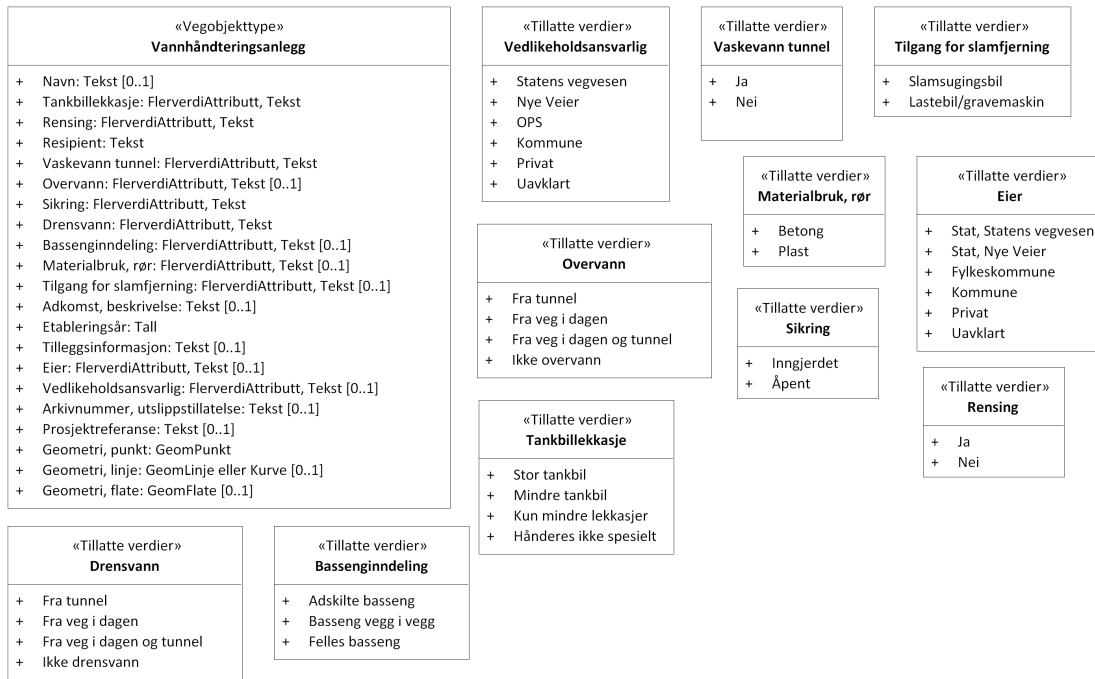 «Vegobjekttype»
Vannhåndteringsanlegg
+ Navn: Tekst [0..1]
+ Tankbillekkasje: FlerverdiAttributt, Tekst
+ Rensing: FlerverdiAttributt, Tekst
+ Resipient: Tekst
+ Vaskevann tunnel: FlerverdiAttributt, Tekst
+ Overvann: FlerverdiAttributt, Tekst [0..1]
+ Sikring: FlerverdiAttributt, Tekst
+ Drensvann: FlerverdiAttributt, Tekst
+ Bassenginndeling: FlerverdiAttributt, Tekst [0..1]
+ Materialbruk, rør: FlerverdiAttributt, Tekst [0..1]
+ Tilgang for slamfjerning: FlerverdiAttributt, Tekst [0..1]
+ Adkomst, beskrivelse: Tekst [0..1]
+ Etableringsår: Tall
+ Tilleggsinformasjon: Tekst [0..1]
+ Eier: FlerverdiAttributt, Tekst [0..1]
+ Vedlikeholdsansvarlig: FlerverdiAttributt, Tekst [0..1]
+ Arkivnummer, utslippstillatelse: Tekst [0..1]
+ Prosjektreferanse: Tekst [0..1]
+ Geometri, punkt: GeomPunkt
+ Geometri, linje: GeomLinje eller Kurve [0..1]
+ Geometri, flate: GeomFlate [0..1]
«Tillatte verdier»
Vedlikeholdsansvarlig
+ Statens vegvesen
+ Nye Veier
+ OPS
+ Kommune
+ Privat
+ Uavklart
«Tillatte verdier»
Vaskevann tunnel
+ Ja
+ Nei
«Tillatte verdier»
Tilgang for slamfjerning
+ Slamsugingsbil
+ Lastebil/gravemaskin
«Tillatte verdier»
Materialbruk, rør
+ Betong
+ Plast
«Tillatte verdier»
Eier
+ Stat, Statens vegvesen
+ Stat, Nye Veier
+ Fylkeskommune
+ Kommune
+ Privat
+ Uavklart
«Tillatte verdier»
Overvann
+ Fra tunnel
+ Fra veg i dagen
+ Fra veg i dagen og tunnel
+ Ikke overvann
«Tillatte verdier»
Sikring
+ Inngjerdet
+ Åpent
«Tillatte verdier»
Rensing
+ Ja
+ Nei
«Tillatte verdier»
Tankbillekkasje
+ Stor tankbil
+ Mindre tankbil
+ Kun mindre lekkasjer
+ Hånderes ikke spesielt
«Tillatte verdier»
Drensvann
+ Fra tunnel
+ Fra veg i dagen
+ Fra veg i dagen og tunnel
+ Ikke drensvann
«Tillatte verdier»
Bassenginndeling
+ Adskilte basseng
+ Basseng vegg i vegg
+ Felles basseng